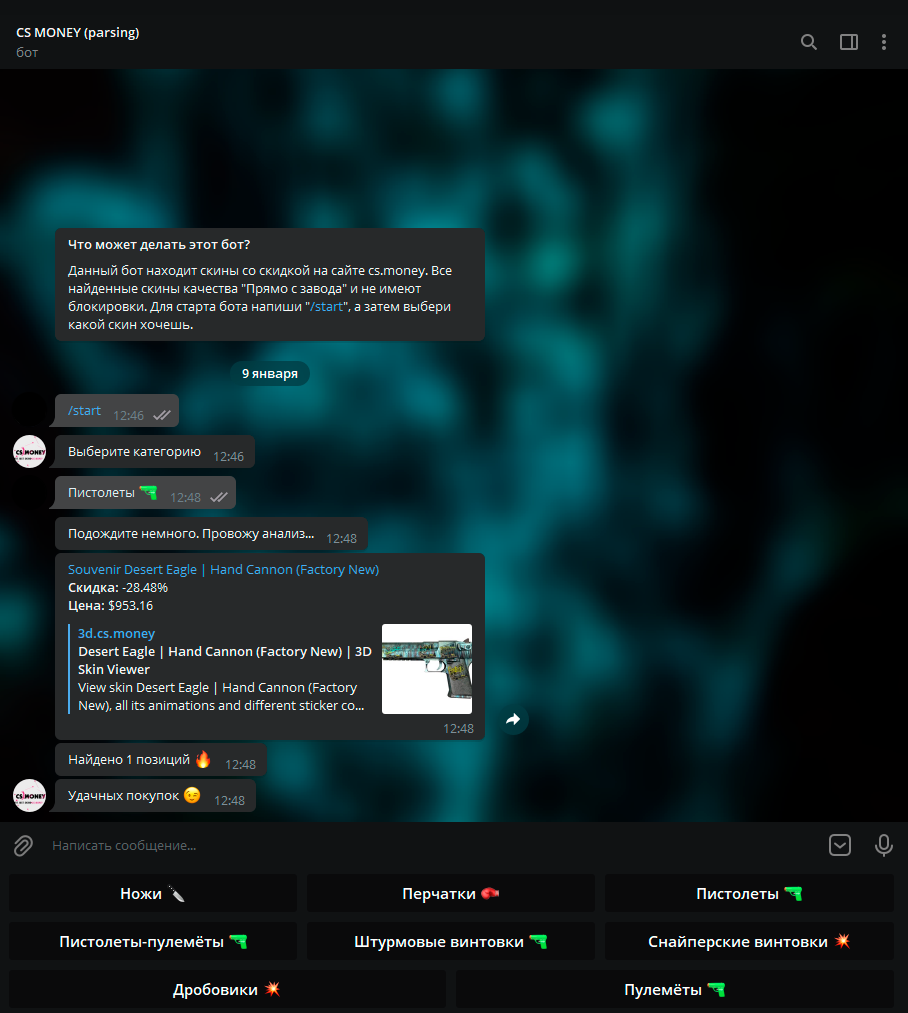 CS MONEY (parsing)
бот
Что может делать этот бот?
Данный бот находит скины со скидкой на сайте cs.money. Все
найденные скины качества "Прямо с завода" и не имеют
блокировки. Для старта бота напиши "/start", а затем выбери
какой скин хочешь.
9 января
/start 12:46
CS.MONEY
Выберите категорию 12:46
Пистолеты 12:48
Подождите немного. Провожу анализ... 12:48
Souvenir Desert Eagle | Hand Cannon (Factory New)
Скидка: -28.48%
Цена: $953.16
3d.cs.money
Desert Eagle | Hand Cannon (Factory New) | 3D
Skin Viewer
View skin Desert Eagle | Hand Cannon (Factory
New), all its animations and different sticker co...
12:48
Найдено 1 позиций 🔥 12:48
CS.MONEY
Удачных покупок 😉 12:48
Написать сообщение...
Ножи 🔪 Перчатки 🥊 Пистолеты 🔫
Пистолеты-пулемёты 🔫 Штурмовые винтовки 🔫 Снайперские винтовки 💥
Дробовики 💥 Пулемёты 🔫